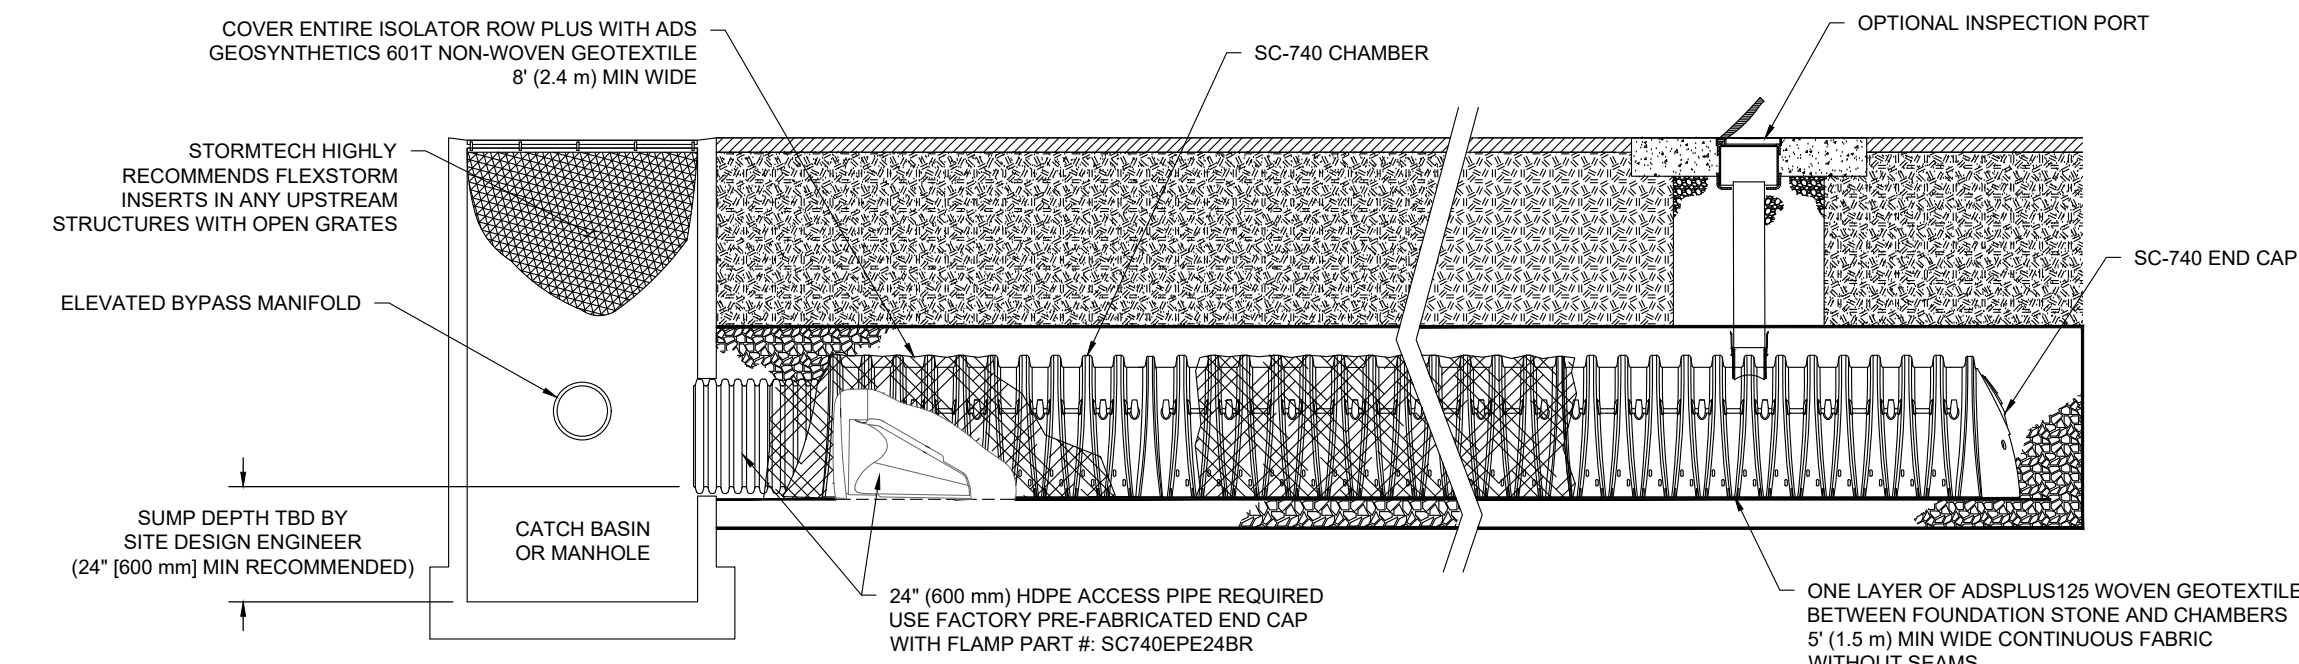 COVER ENTIRE ISOLATOR ROW PLUS WITH ADS
GEOSYNTHETICS 601T NON-WOVEN GEOTEXTILE
8' (2.4 m) MIN WIDE
SC-740 CHAMBER
OPTIONAL INSPECTION PORT
STORMTECH HIGHLY
RECOMMENDS FLEXSTORM
INSERTS IN ANY UPSTREAM
STRUCTURES WITH OPEN GRATES
SC-740 END CAP
ELEVATED BYPASS MANIFOLD
SUMP DEPTH TBD BY
SITE DESIGN ENGINEER
(24" [600 mm] MIN RECOMMENDED)
CATCH BASIN
OR MANHOLE
24" (600 mm) HDPE ACCESS PIPE REQUIRED
USE FACTORY PRE-FABRICATED END CAP
WITH FLAMP PART #: SC740EPE24BR
ONE LAYER OF ADSPLUS125 WOVEN GEOTEXTILE
BETWEEN FOUNDATION STONE AND CHAMBERS
5' (1.5 m) MIN WIDE CONTINUOUS FABRIC
WITHOUT SEAMS